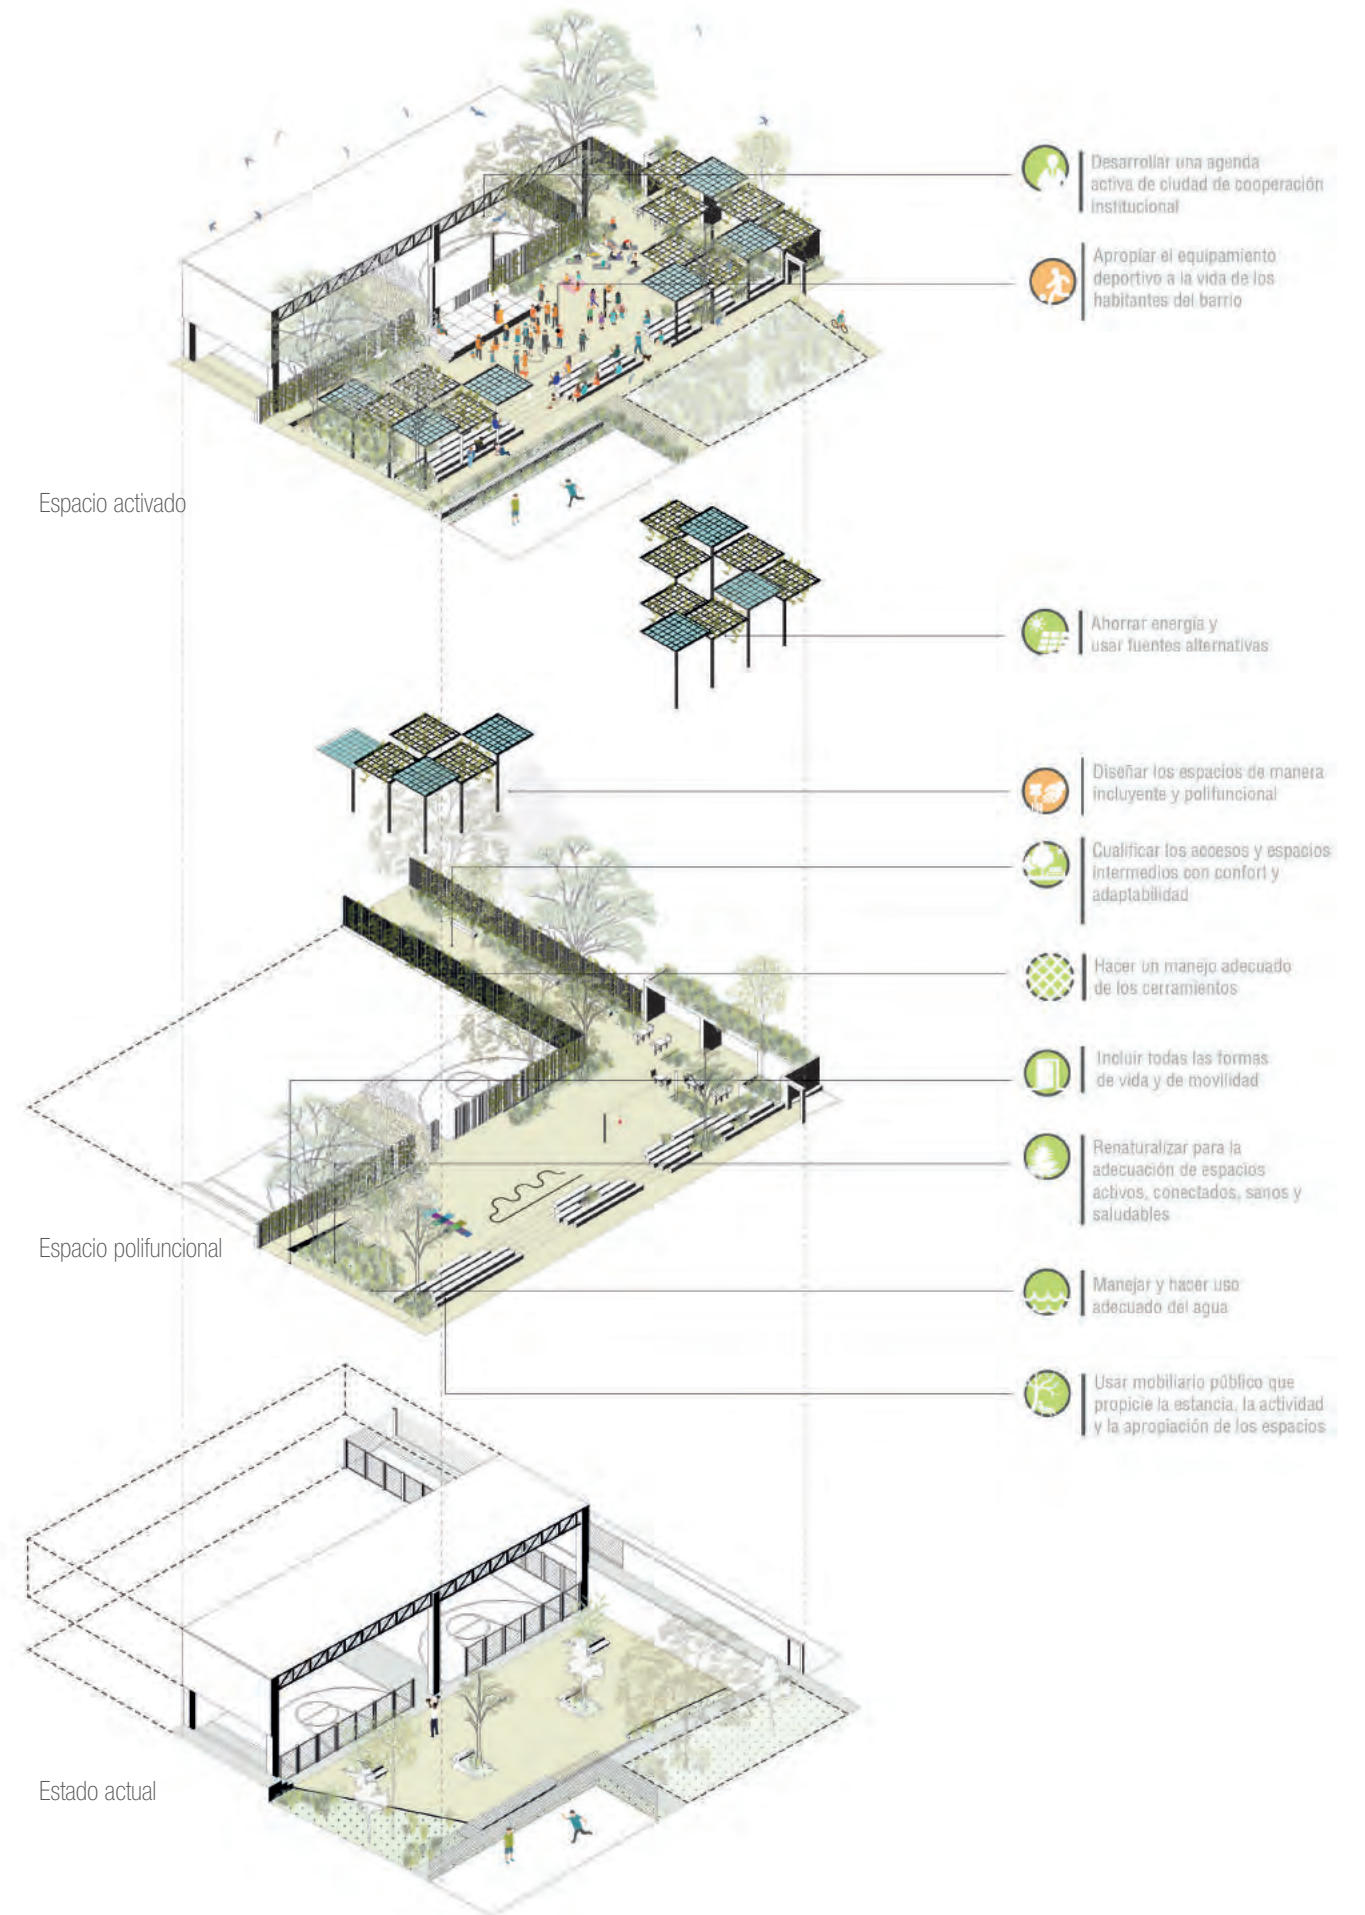 Desarrollar una agenda
activa de ciudad de cooperación
institucional
Apropiar el equipamiento
deportivo a la vida de los
habitantes del barrio
Espacio activado
Ahorrar energía y
usar fuentes alternativas
Diseñar los espacios de manera
incluyente y polifuncional
Cualificar los accesos y espacios
intermedios con confort y
adaptabilidad
Hacer un manejo adecuado
de los cerramientos
Incluir todas las formas
de vida y de movilidad
Renaturalizar para la
adecuación de espacios
activos, conectados, sanos y
saludables
Espacio polifuncional
Manejar y hacer uso
adecuado del agua
Usar mobiliario público que
propicie la estancia, la actividad
y la apropiación de los espacios
Estado actual